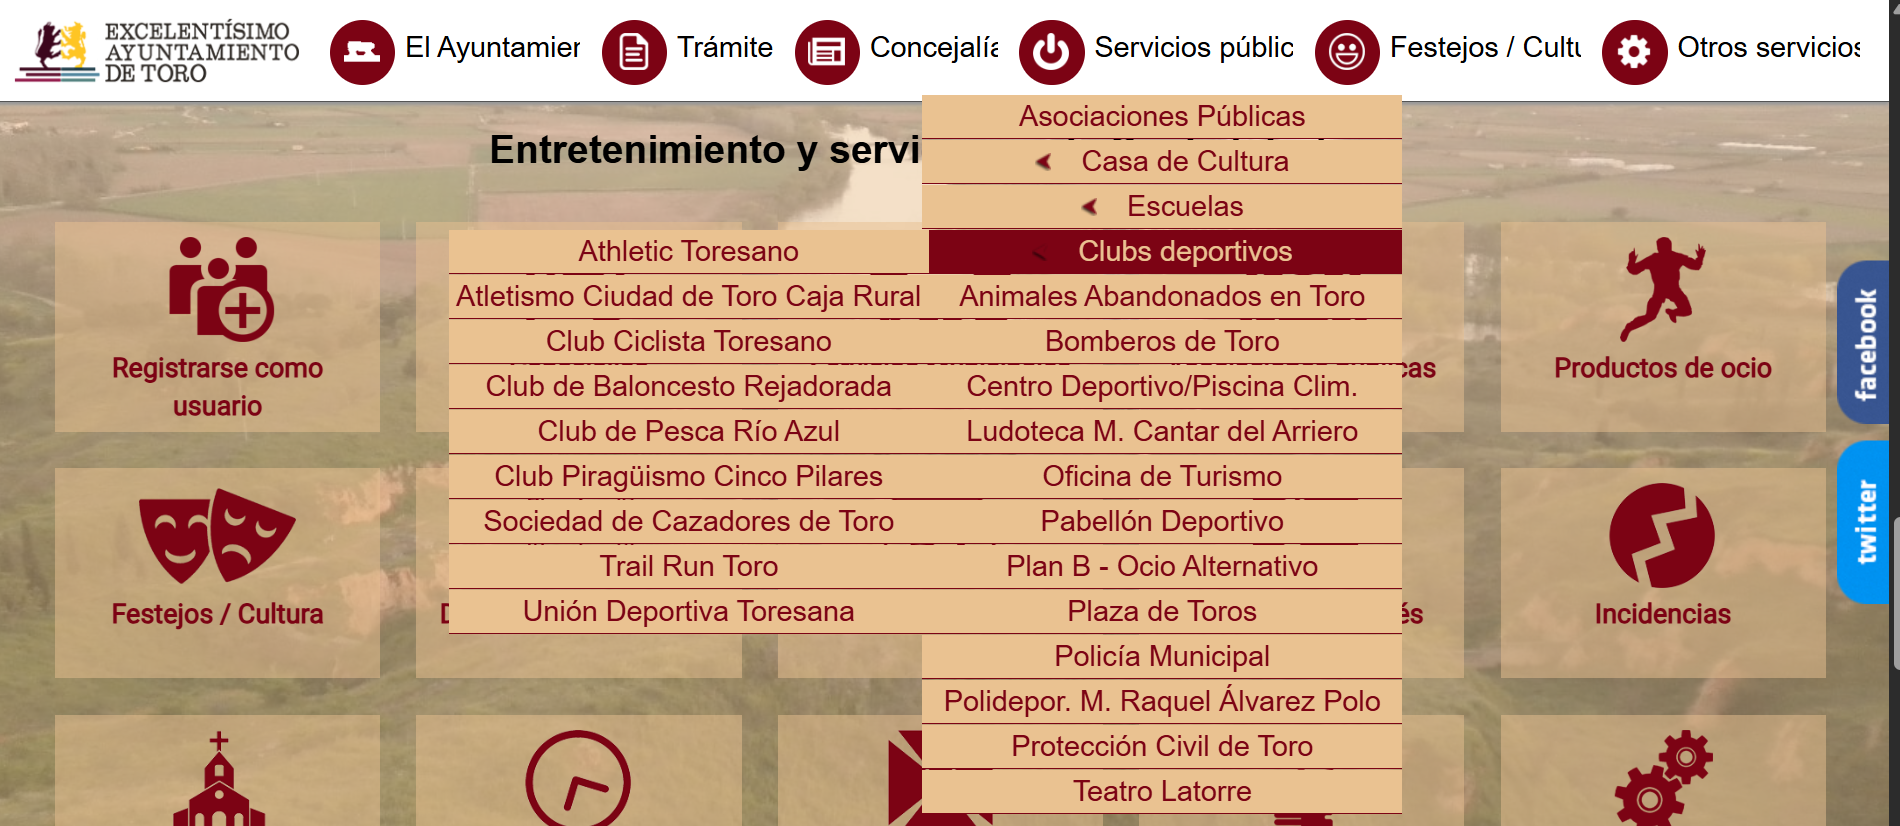 EXCELENTÍSIMO
AYUNTAMIENTO
DE TORO
El Ayuntamier
Trámite
Concejalía
Servicios públic
Festejos / Cultu
Otros servicios
Entretenimiento y servi
Asociaciones Públicas
Casa de Cultura
Escuelas
Clubs deportivos
Animales Abandonados en Toro
Bomberos de Toro
Centro Deportivo/Piscina Clim.
Ludoteca M. Cantar del Arriero
Oficina de Turismo
Pabellón Deportivo
Plan B - Ocio Alternativo
Plaza de Toros
Policía Municipal
Polidepor. M. Raquel Álvarez Polo
Protección Civil de Toro
Teatro Latorre
Athletic Toresano
Atletismo Ciudad de Toro Caja Rural
Club Ciclista Toresano
Club de Baloncesto Rejadorada
Club de Pesca Río Azul
Club Piragüismo Cinco Pilares
Sociedad de Cazadores de Toro
Trail Run Toro
Unión Deportiva Toresana
Registrarse como
usuario
cas
Productos de ocio
Festejos / Cultura
és
Incidencias
facebook
twitter